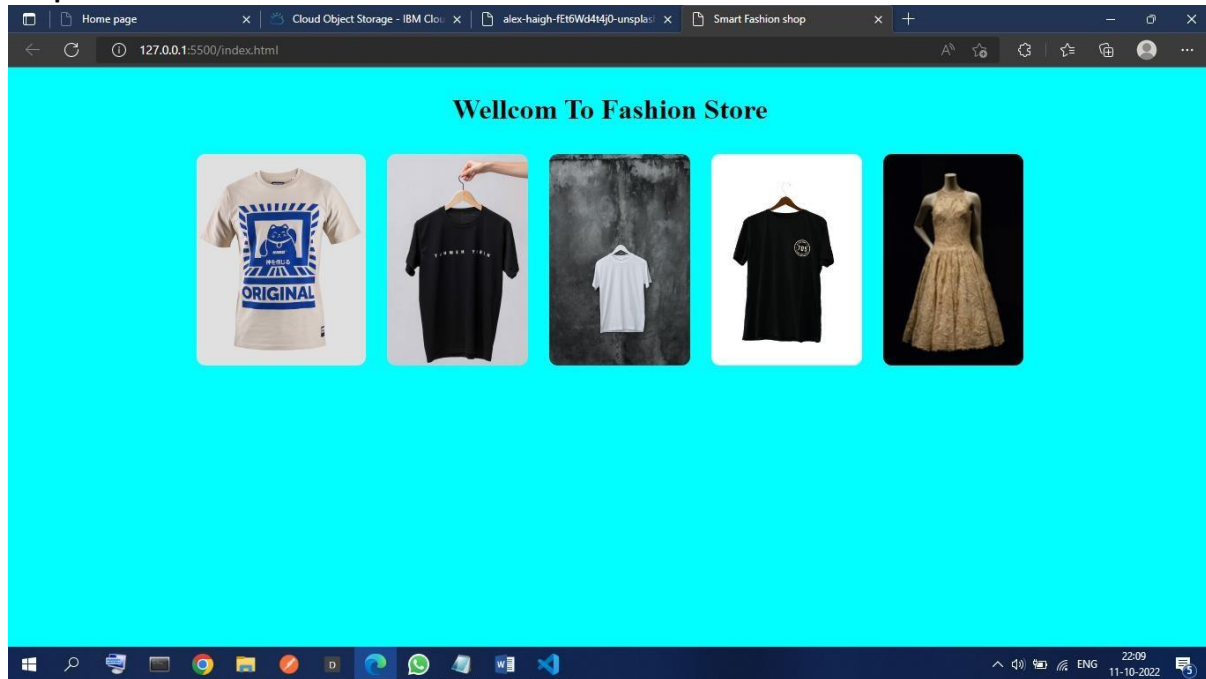 Home page
Cloud Object Storage - IBM Clou
alex-haigh-fEt6Wd4t4j0-unsplas
Smart Fashion shop
127.0.0.1:5500/index.html
Wellcom To Fashion Store
ORIGINAL
ENG
22:09
11-10-2022
5